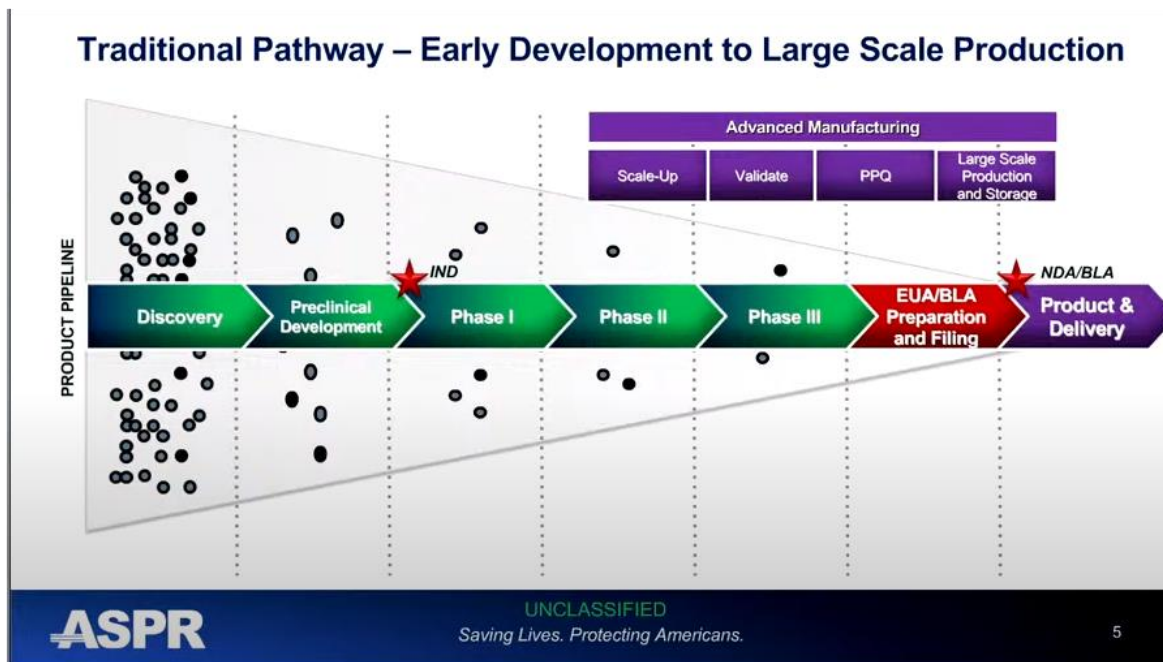 Traditional Pathway – Early Development to Large Scale Production
Advanced Manufacturing
Scale-Up
Validate
PPQ
Large Scale
Production
and Storage
PRODUCT PIPELINE
IND
NDA/BLA
Discovery
Preclinical
Development
Phase I
Phase II
Phase III
EUA/BLA
Preparation
and Filing
Product &
Delivery
ASPR
UNCLASSIFIED
Saving Lives. Protecting Americans.
5